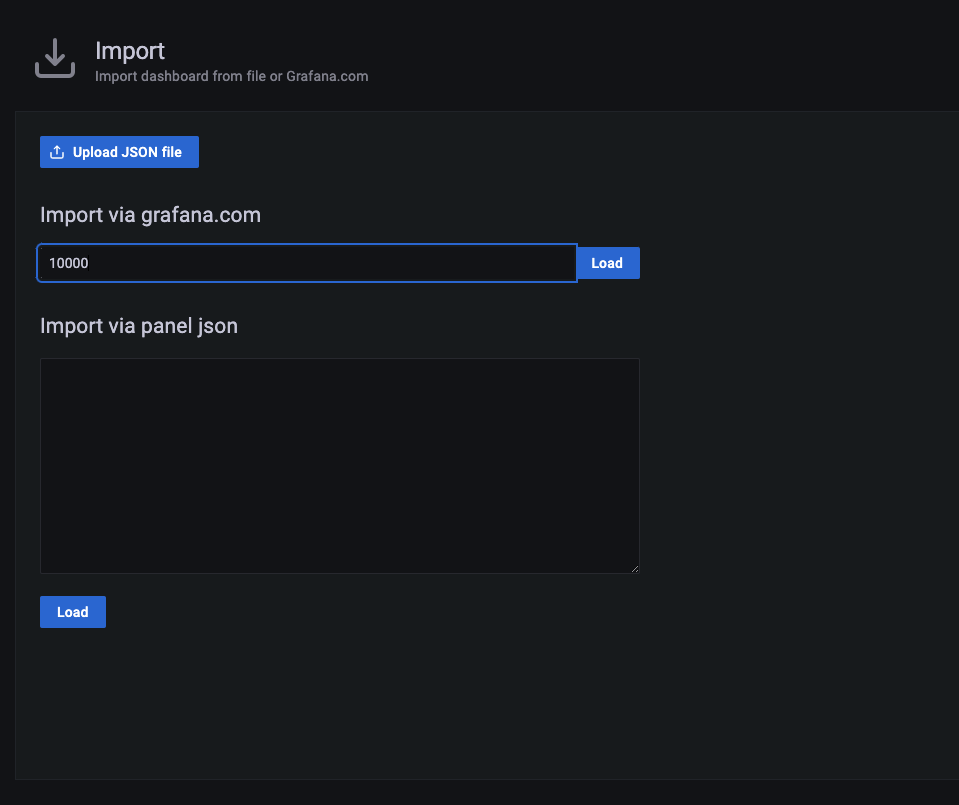 Import
Import dashboard from file or Grafana.com
Upload JSON file
Import via grafana.com
10000
Load
Import via panel json
Load